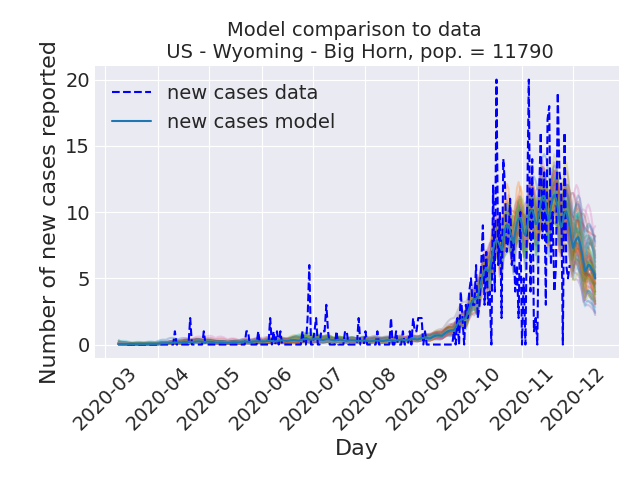 Model comparison to data
US - Wyoming - Big Horn, pop. = 11790
new cases data
new cases model
Number of new cases reported
20
15
10
5
0
2020-03
2020-04
2020-05
2020-06
2020-07
2020-08
2020-09
2020-10
2020-11
2020-12
Day